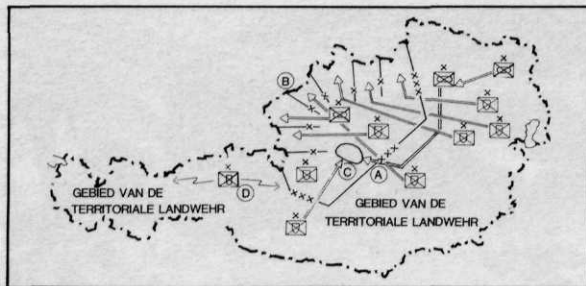 B
C
A
D
GEBIED VAN DE
TERRITORIALE LANDWEHR
GEBIED VAN DE
TERRITORIALE LANDWEHR